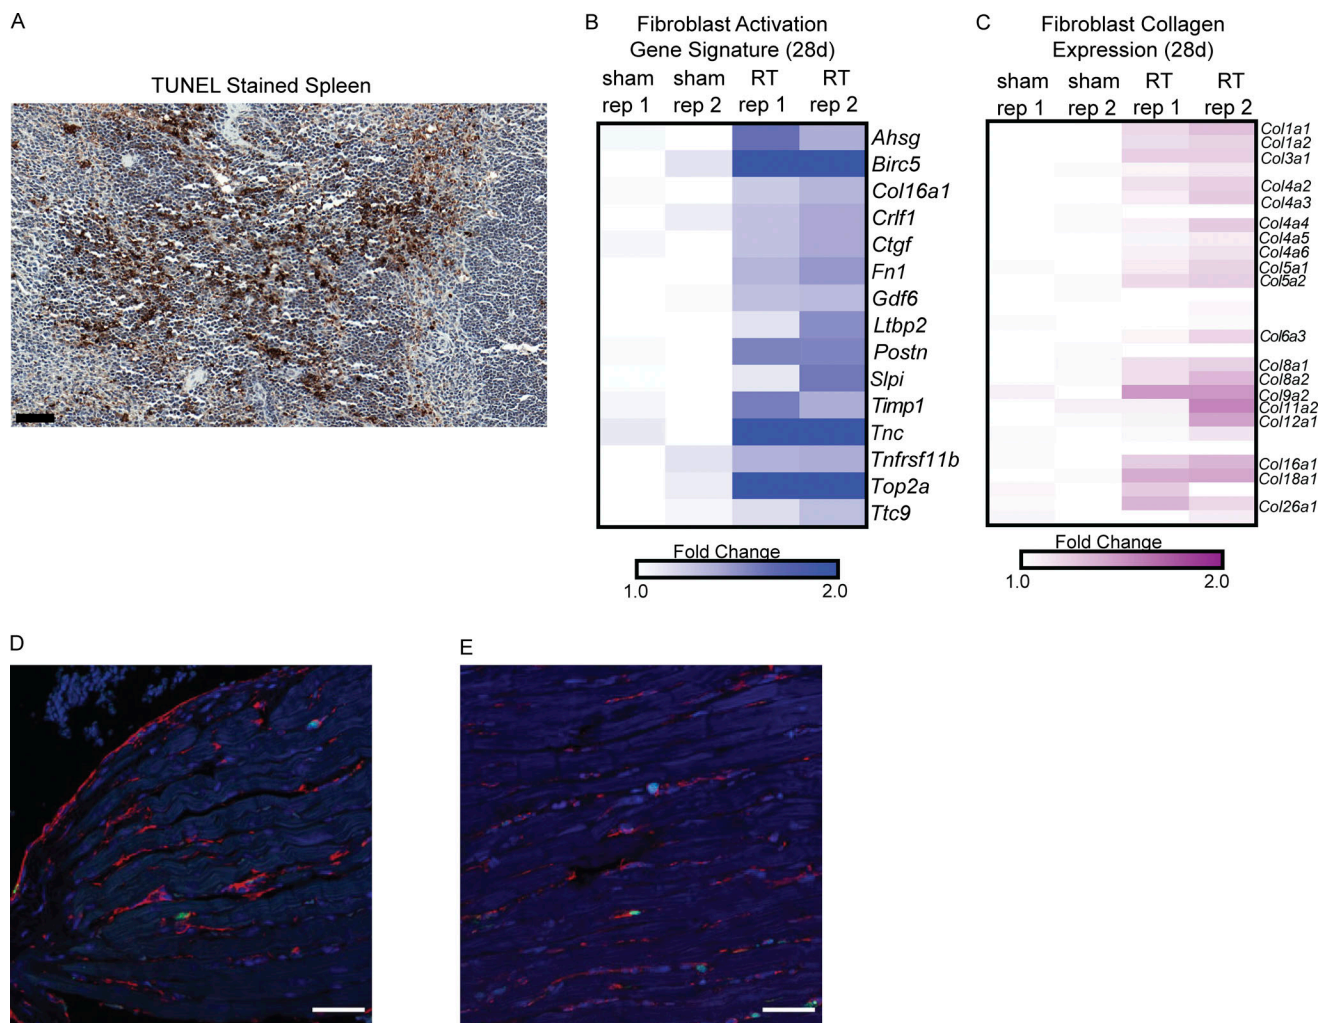 A
TUNEL Stained Spleen
B
Fibroblast Activation
Gene Signature (28d)
sham sham RT RT
rep 1 rep 2 rep 1 rep 2
Ahsg
Birc5
Col16a1
Crlf1
Ctgf
Fn1
Gdf6
Ltbp2
Postn
Slpi
Timp1
Tnc
Tnfrsf11b
Top2a
Ttc9
Fold Change
1.0 2.0
C
Fibroblast Collagen
Expression (28d)
sham sham RT RT
rep 1 rep 2 rep 1 rep 2
Col1a1
Col1a2
Col3a1
Col4a2
Col4a3
Col4a4
Col4a5
Col4a6
Col5a1
Col5a2
Col6a3
Col8a1
Col8a2
Col9a2
Col11a2
Col12a1
Col16a1
Col18a1
Col26a1
Fold Change
1.0 2.0
D
E